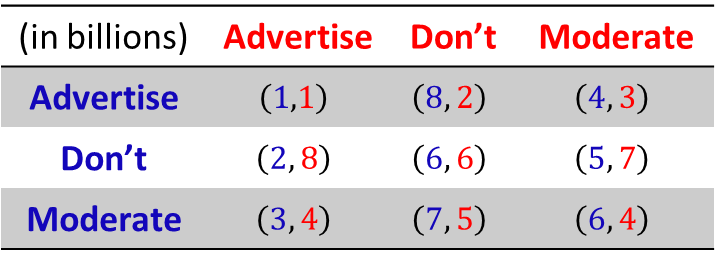 (in billions) Advertise Don't Moderate
Advertise (1,1) (8, 2) (4, 3)
Don't (2, 8) (6, 6) (5, 7)
Moderate (3, 4) (7, 5) (6, 4)